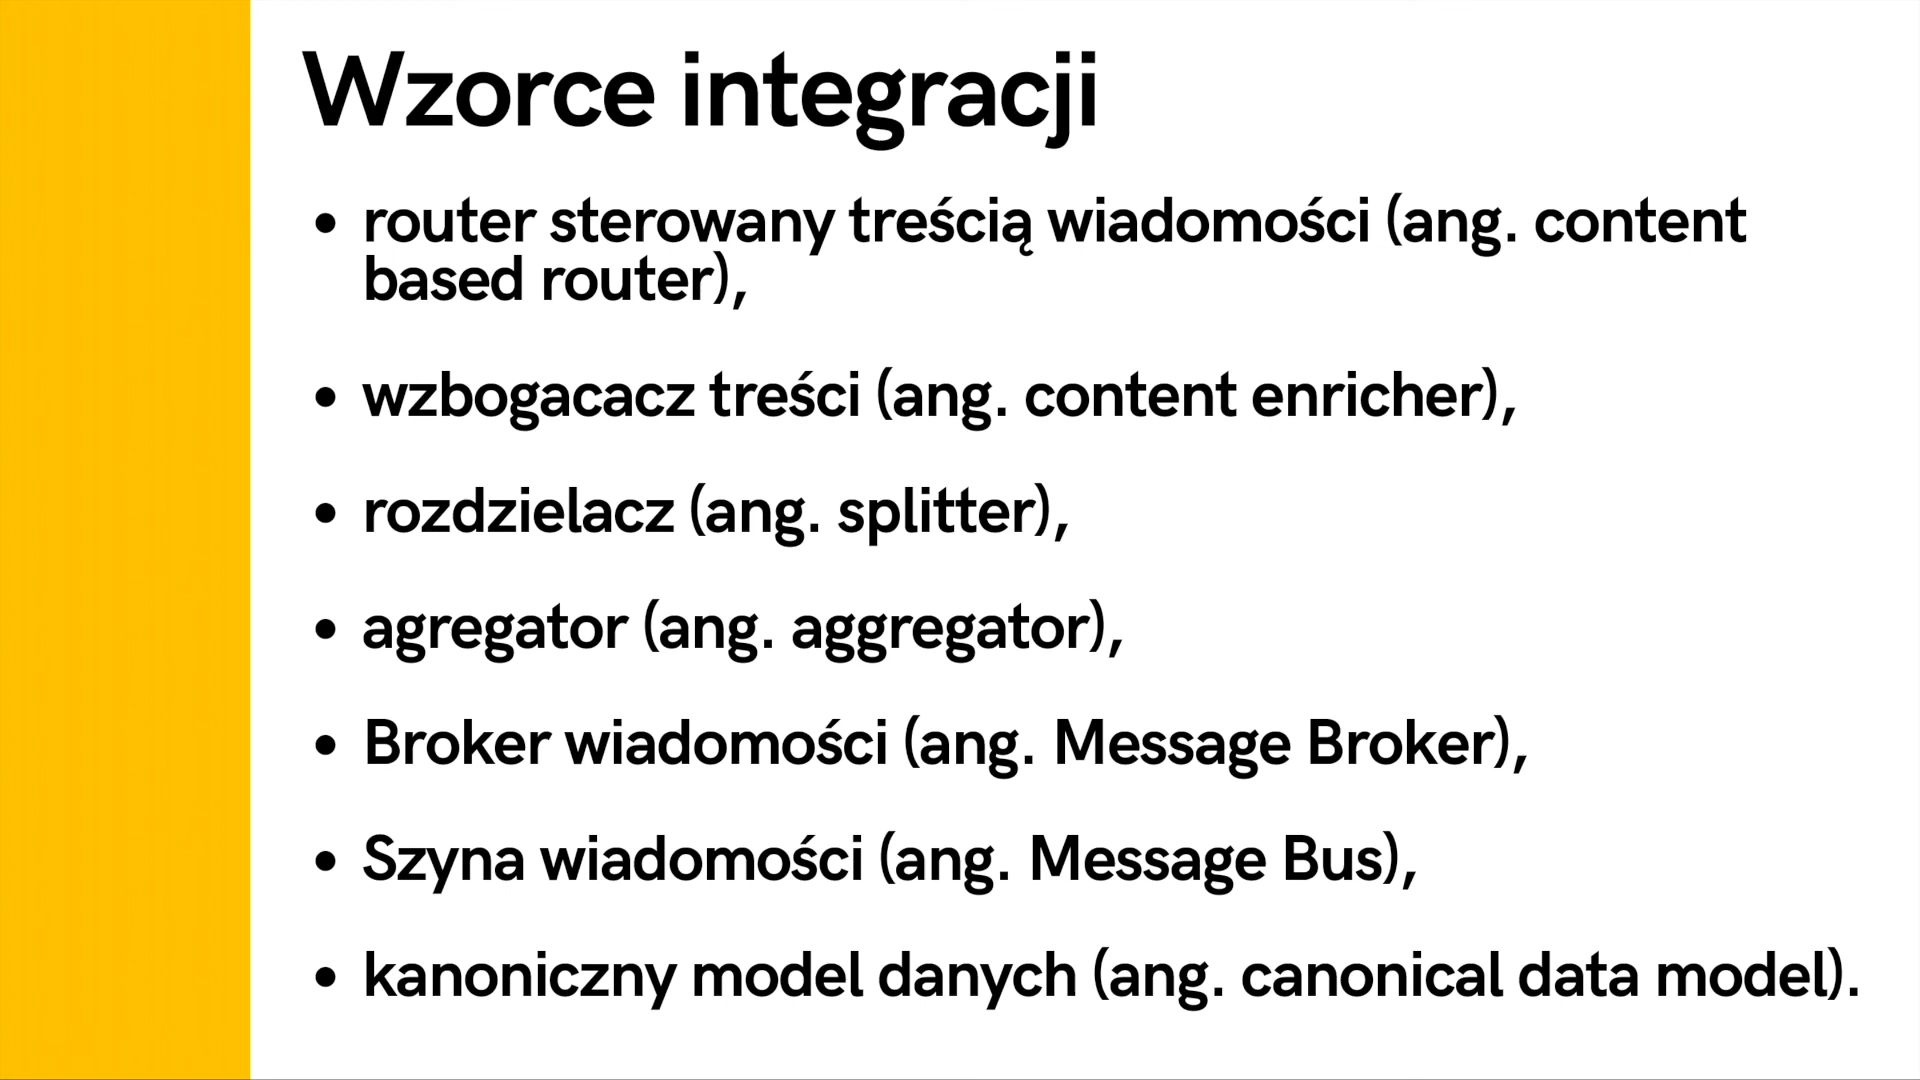 Wzorce integracji
• router sterowany treścią wiadomości (ang. content
based router),
• wzbogacacz treści (ang. content enricher),
• rozdzielacz (ang. splitter),
• agregator (ang. aggregator),
• Broker wiadomości (ang. Message Broker),
• Szyna wiadomości (ang. Message Bus),
• kanoniczny model danych (ang. canonical data model).